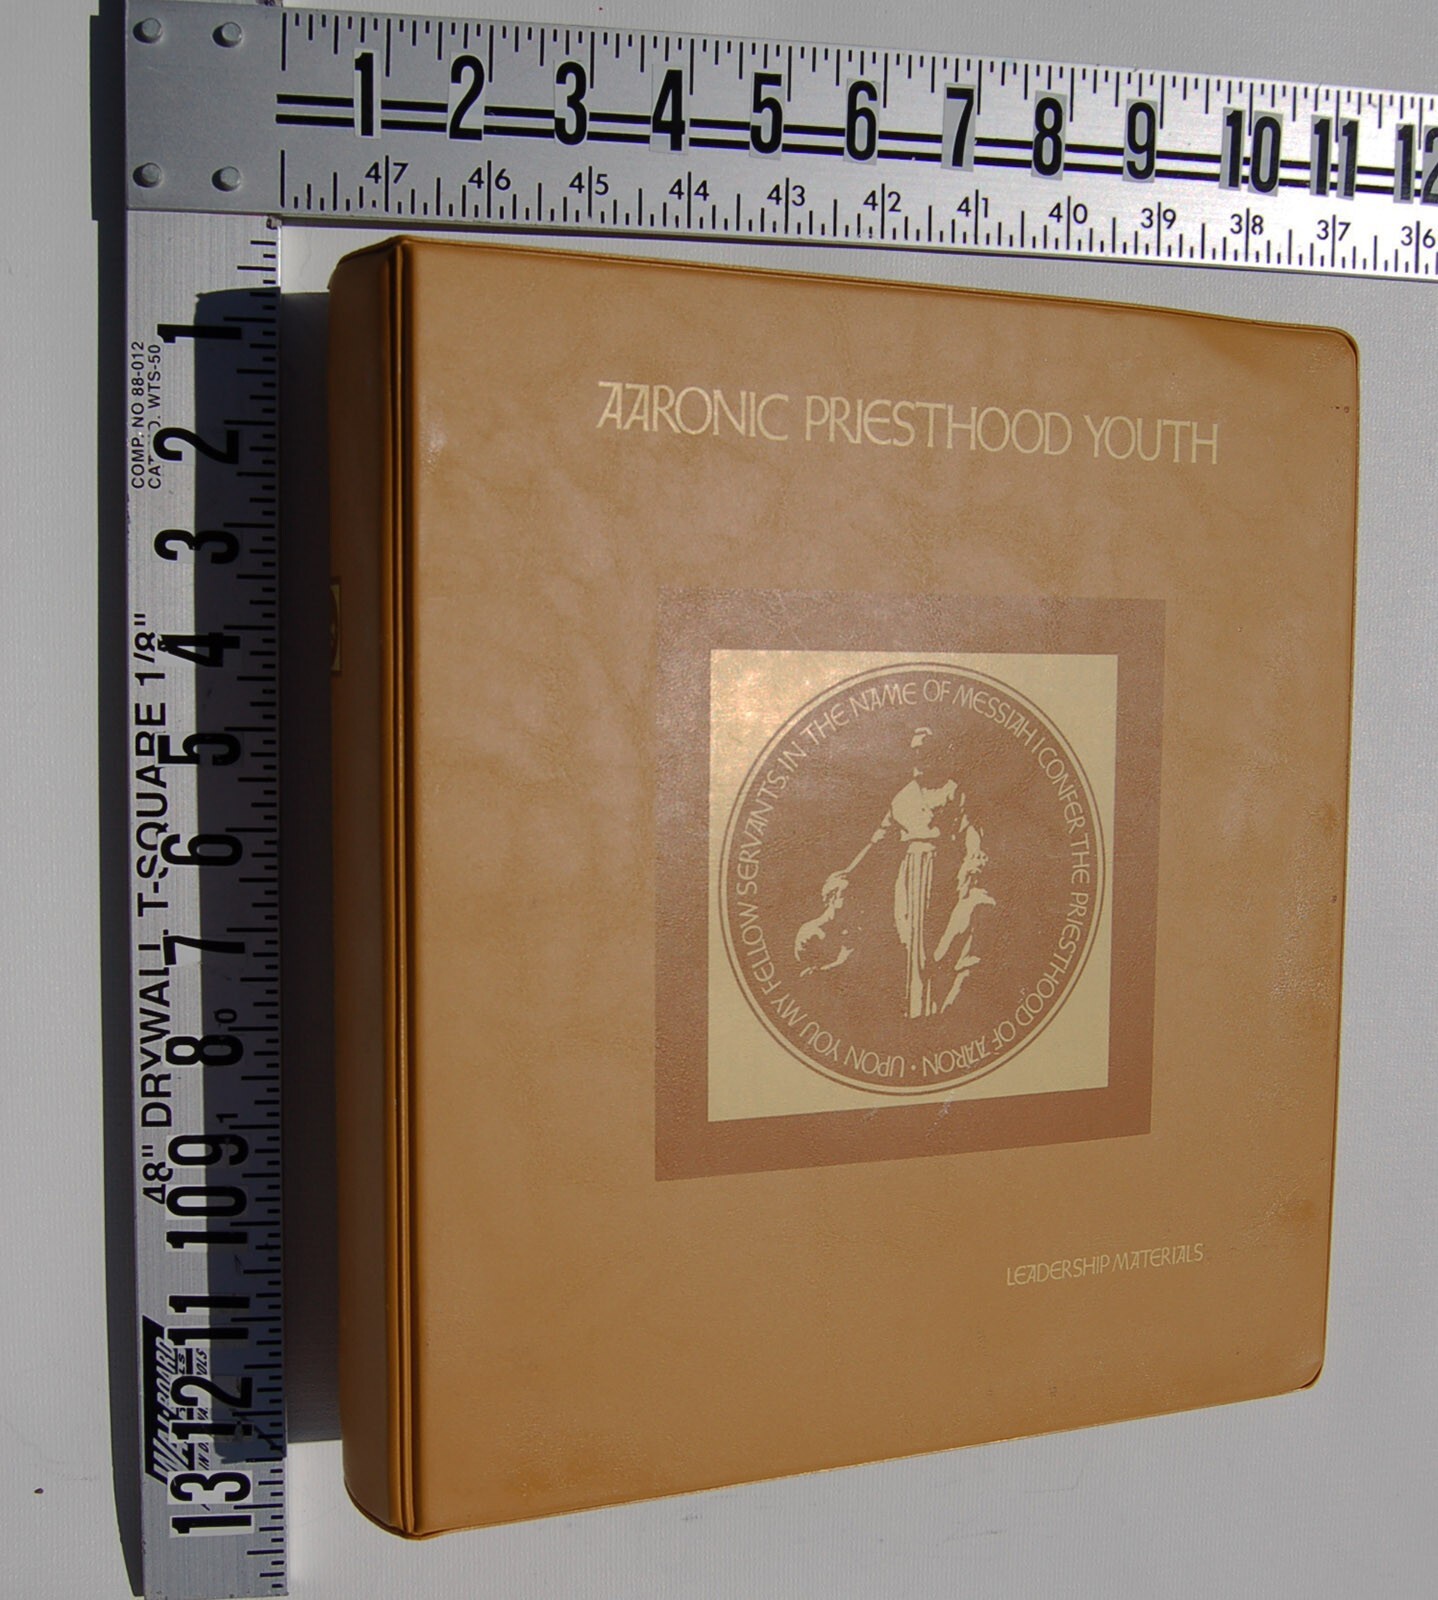 1 2 3 4 5 6 7 8 9 10 11 12
47 46 45 44 43 42 41 40 39 38 37 36
COMP. NO 88-012
WTS-50
48" DRYWALL T-SQUARE 1/8"
1
2
3
4
5
6
7
8
9
10
11
12
13
AARONIC PRIESTHOOD YOUTH
UPON YOU MY FELLOW SERVANTS, IN THE NAME OF MESSIAH I CONFER THE PRIESTHOOD OF AARON •
LEADERSHIP MATERIALS